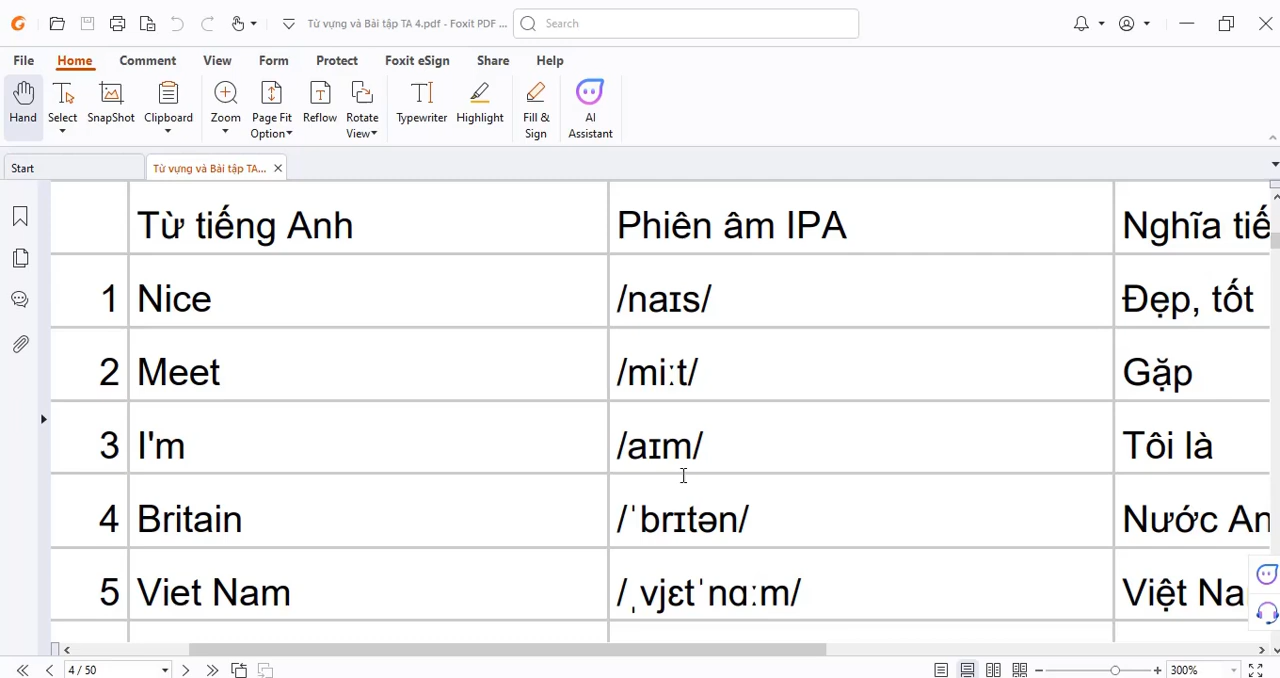 Từ vựng và Bài tập TA 4.pdf - Foxit PDF ...
Search
File Home Comment View Form Protect Foxit eSign Share Help
Hand Select SnapShot Clipboard Zoom Page Fit Option Reflow Rotate View Typewriter Highlight Fill & Sign AI Assistant
Start Từ vựng và Bài tập TA...
Từ tiếng Anh Phiên âm IPA Nghĩa tiế
1 Nice /naɪs/ Đẹp, tốt
2 Meet /miːt/ Gặp
3 I'm /aɪm/ Tôi là
4 Britain /ˈbrɪtən/ Nước An
5 Viet Nam /ˌvjɛtˈnɑːm/ Việt Na
4 / 50 300%